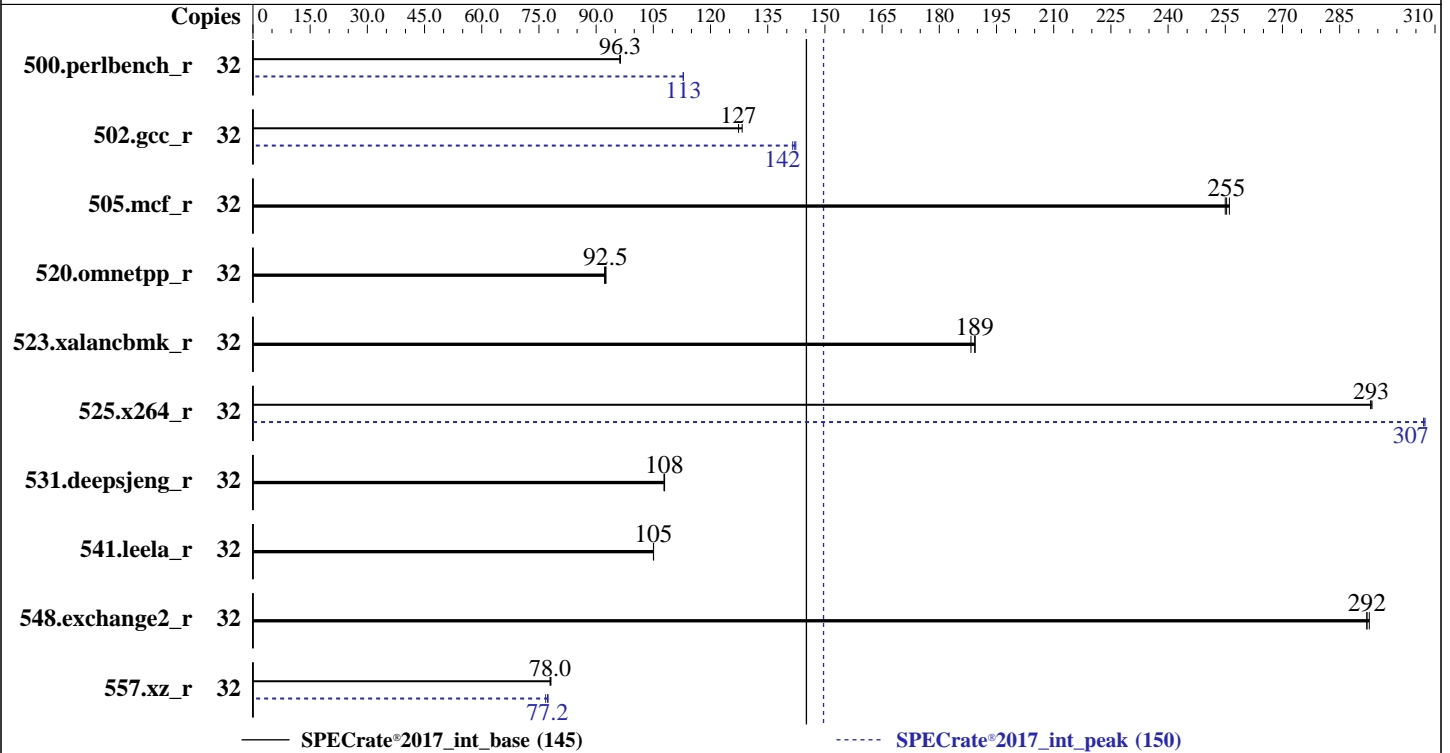 Copies 0 15.0 30.0 45.0 60.0 75.0 90.0 105 120 135 150 165 180 195 210 225 240 255 270 285 310
96.3
500.perlbench_r 32
113
127
502.gcc_r 32
142
255
505.mcf_r 32
92.5
520.omnetpp_r 32
189
523.xalancbmk_r 32
293
525.x264_r 32
307
108
531.deepsjeng_r 32
105
541.leela_r 32
292
548.exchange2_r 32
78.0
557.xz_r 32
77.2
SPECrate®2017_int_base (145) SPECrate®2017_int_peak (150)